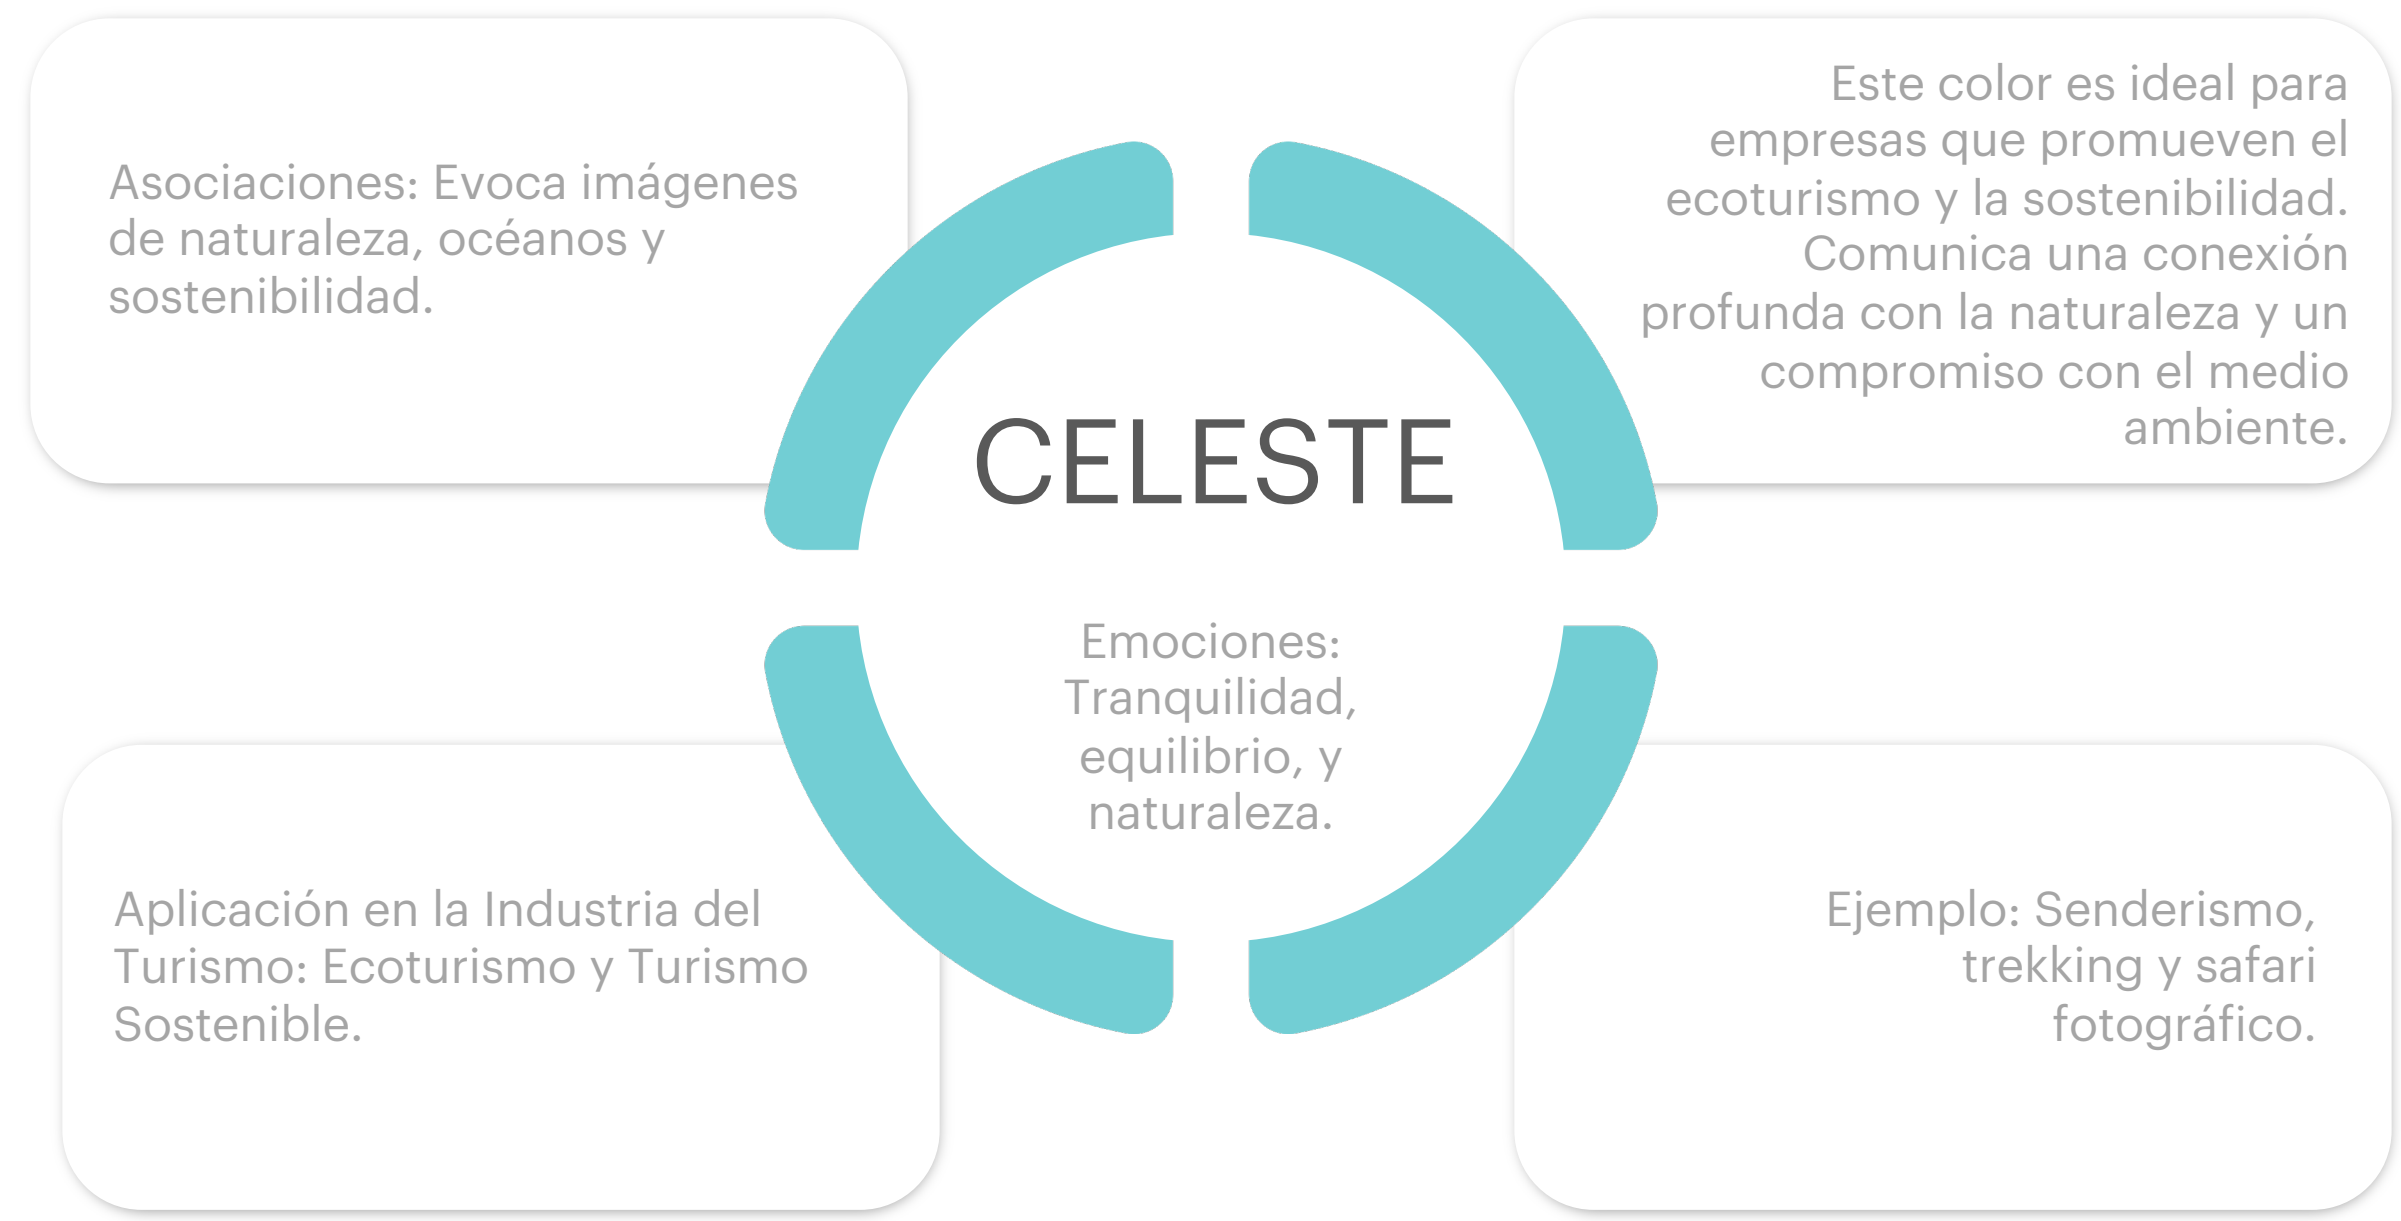 Asociaciones: Evoca imágenes
de naturaleza, océanos y
sostenibilidad.
Este color es ideal para
empresas que promueven el
ecoturismo y la sostenibilidad.
Comunica una conexión
profunda con la naturaleza y un
compromiso con el medio
ambiente.
CELESTE
Emociones:
Tranquilidad,
equilibrio, y
naturaleza.
Aplicación en la Industria del
Turismo: Ecoturismo y Turismo
Sostenible.
Ejemplo: Senderismo,
trekking y safari
fotográfico.